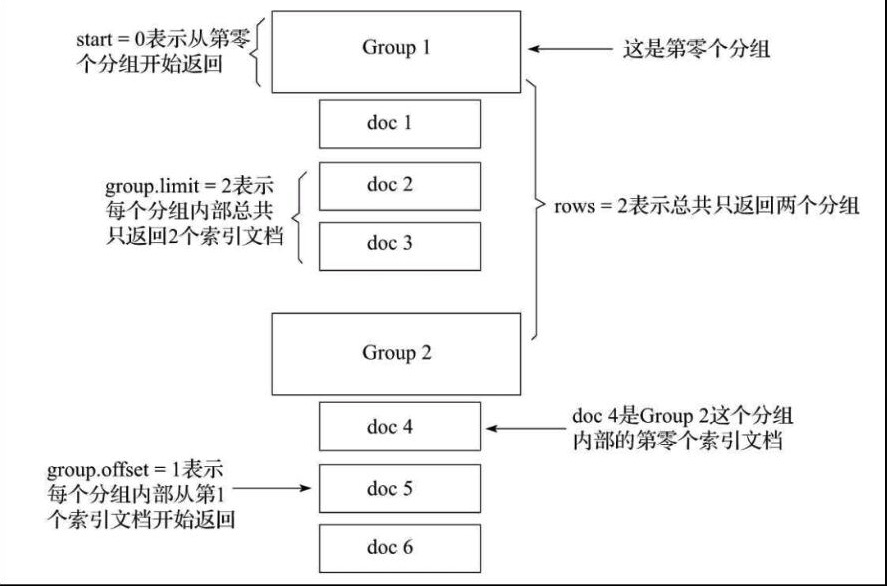 start = 0表示从第零
个分组开始返回
Group 1
这是第零个分组
doc 1
group.limit = 2表示
每个分组内部总共
只返回2个索引文档
doc 2
doc 3
rows = 2表示总共只返回两个分组
Group 2
doc 4
doc 4是Group 2这个分组
内部的第零个索引文档
group.offset = 1表示
每个分组内部从第1
个索引文档开始返回
doc 5
doc 6